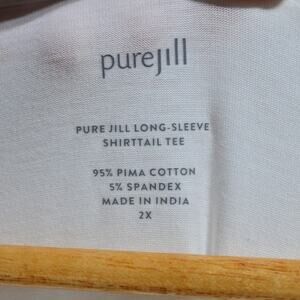 purejill
PURE JILL LONG-SLEEVE
SHIRTTAIL TEE
95% PIMA COTTON
5% SPANDEX
MADE IN INDIA
2X